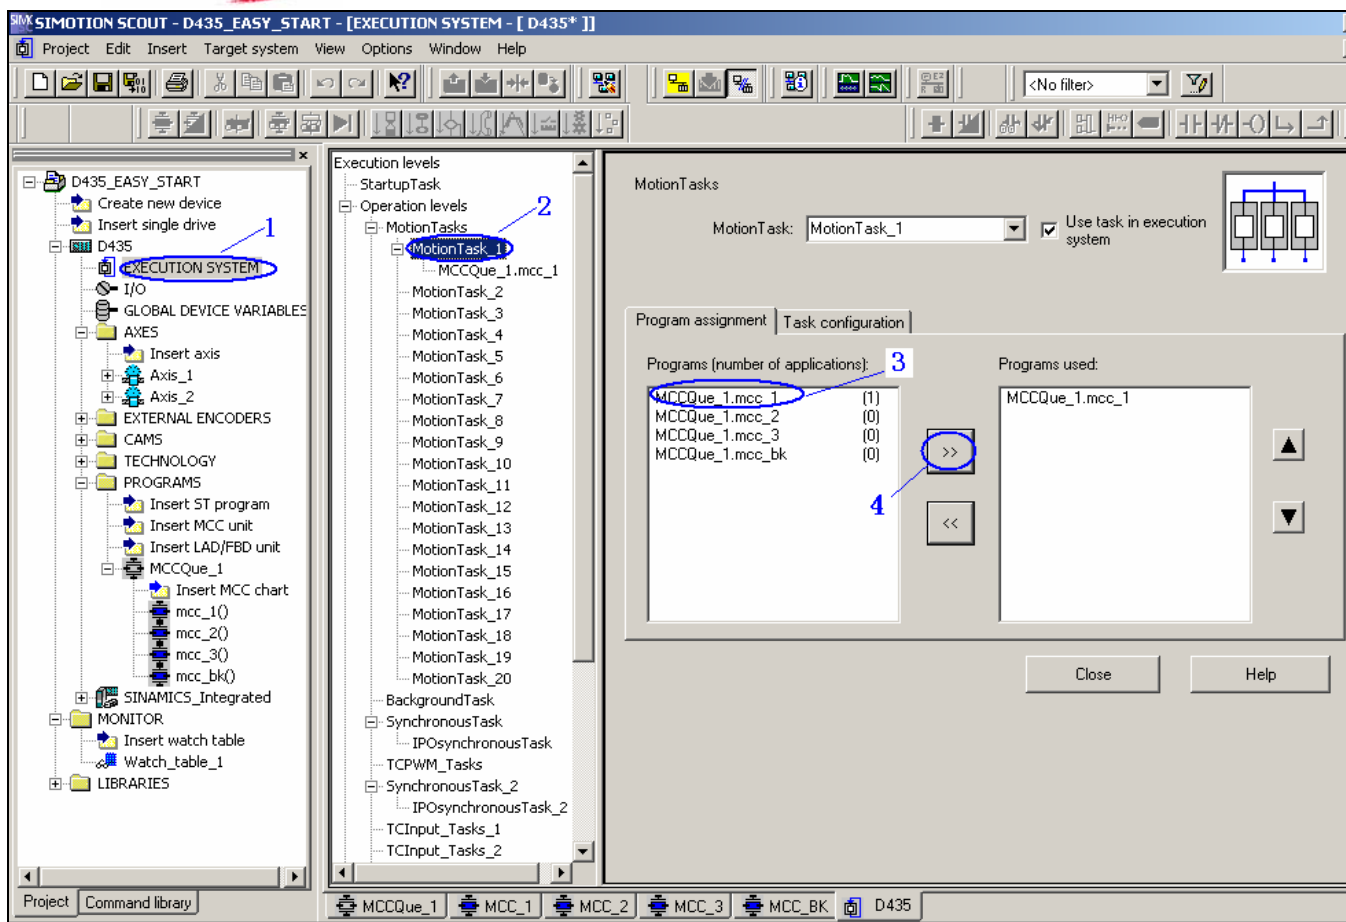 SIMOTION SCOUT - D435_EASY_START - [EXECUTION SYSTEM - [ D435* ]]
Project Edit Insert Target system View Options Window Help
<No filter>
D435_EASY_START
Create new device
Insert single drive
1
D435
EXECUTION SYSTEM
I/O
GLOBAL DEVICE VARIABLES
AXES
Insert axis
Axis_1
Axis_2
EXTERNAL ENCODERS
CAMS
TECHNOLOGY
PROGRAMS
Insert ST program
Insert MCC unit
Insert LAD/FBD unit
MCCQue_1
Insert MCC chart
mcc_1()
mcc_2()
mcc_3()
mcc_bk()
SINAMICS_Integrated
MONITOR
Insert watch table
Watch_table_1
LIBRARIES
Project Command library
Execution levels
StartupTask
Operation levels
2
MotionTasks
MotionTask_1
MCCQue_1.mcc_1
MotionTask_2
MotionTask_3
MotionTask_4
MotionTask_5
MotionTask_6
MotionTask_7
MotionTask_8
MotionTask_9
MotionTask_10
MotionTask_11
MotionTask_12
MotionTask_13
MotionTask_14
MotionTask_15
MotionTask_16
MotionTask_17
MotionTask_18
MotionTask_19
MotionTask_20
BackgroundTask
SynchronousTask
IPOsynchronousTask
TCPWM_Tasks
SynchronousTask_2
IPOsynchronousTask_2
TCInput_Tasks_1
TCInput_Tasks_2
MotionTasks
MotionTask: MotionTask_1
Use task in execution
system
Program assignment Task configuration
Programs (number of applications): 3
MCCQue_1.mcc_1 (1)
MCCQue_1.mcc_2 (0)
MCCQue_1.mcc_3 (0)
MCCQue_1.mcc_bk (0)
>>
4
<<
Programs used:
MCCQue_1.mcc_1
Close Help
MCCQue_1 MCC_1 MCC_2 MCC_3 MCC_BK D435